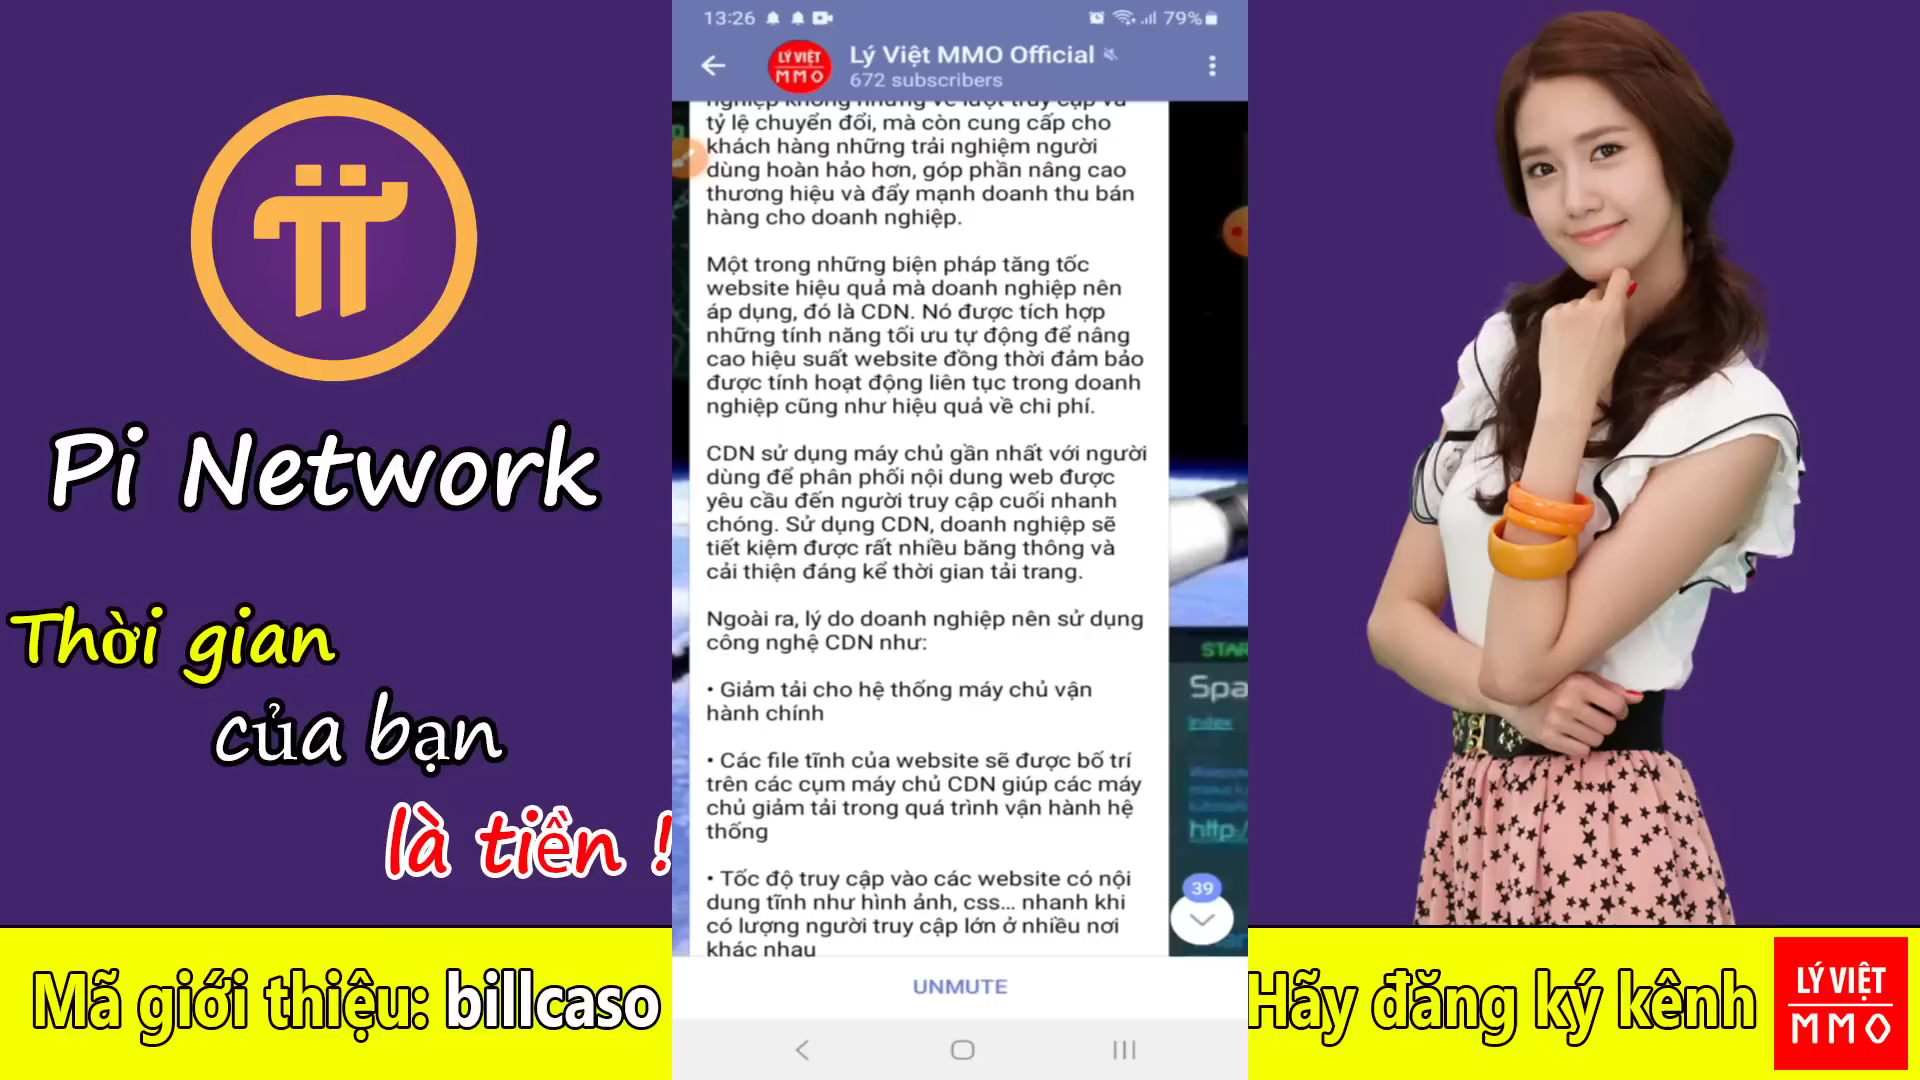 Pi Network
Thời gian
của bạn
là tiền !
Mã giới thiệu: billcaso
13:26
79%
LÝ VIỆT
MMO
Lý Việt MMO Official
672 subscribers
nghiệp không những về lượt truy cập và
tỷ lệ chuyển đổi, mà còn cung cấp cho
khách hàng những trải nghiệm người
dùng hoàn hảo hơn, góp phần nâng cao
thương hiệu và đẩy mạnh doanh thu bán
hàng cho doanh nghiệp.
Một trong những biện pháp tăng tốc
website hiệu quả mà doanh nghiệp nên
áp dụng, đó là CDN. Nó được tích hợp
những tính năng tối ưu tự động để nâng
cao hiệu suất website đồng thời đảm bảo
được tính hoạt động liên tục trong doanh
nghiệp cũng như hiệu quả về chi phí.
CDN sử dụng máy chủ gần nhất với người
dùng để phân phối nội dung web được
yêu cầu đến người truy cập cuối nhanh
chóng. Sử dụng CDN, doanh nghiệp sẽ
tiết kiệm được rất nhiều băng thông và
cải thiện đáng kể thời gian tải trang.
Ngoài ra, lý do doanh nghiệp nên sử dụng
công nghệ CDN như:
• Giảm tải cho hệ thống máy chủ vận
hành chính
• Các file tĩnh của website sẽ được bố trí
trên các cụm máy chủ CDN giúp các máy
chủ giảm tải trong quá trình vận hành hệ
thống
• Tốc độ truy cập vào các website có nội
dung tĩnh như hình ảnh, css... nhanh khi
có lượng người truy cập lớn ở nhiều nơi
khác nhau
STAR
Spa
Index
http:/
39
UNMUTE
Hãy đăng ký kênh
LÝ VIỆT
MMO